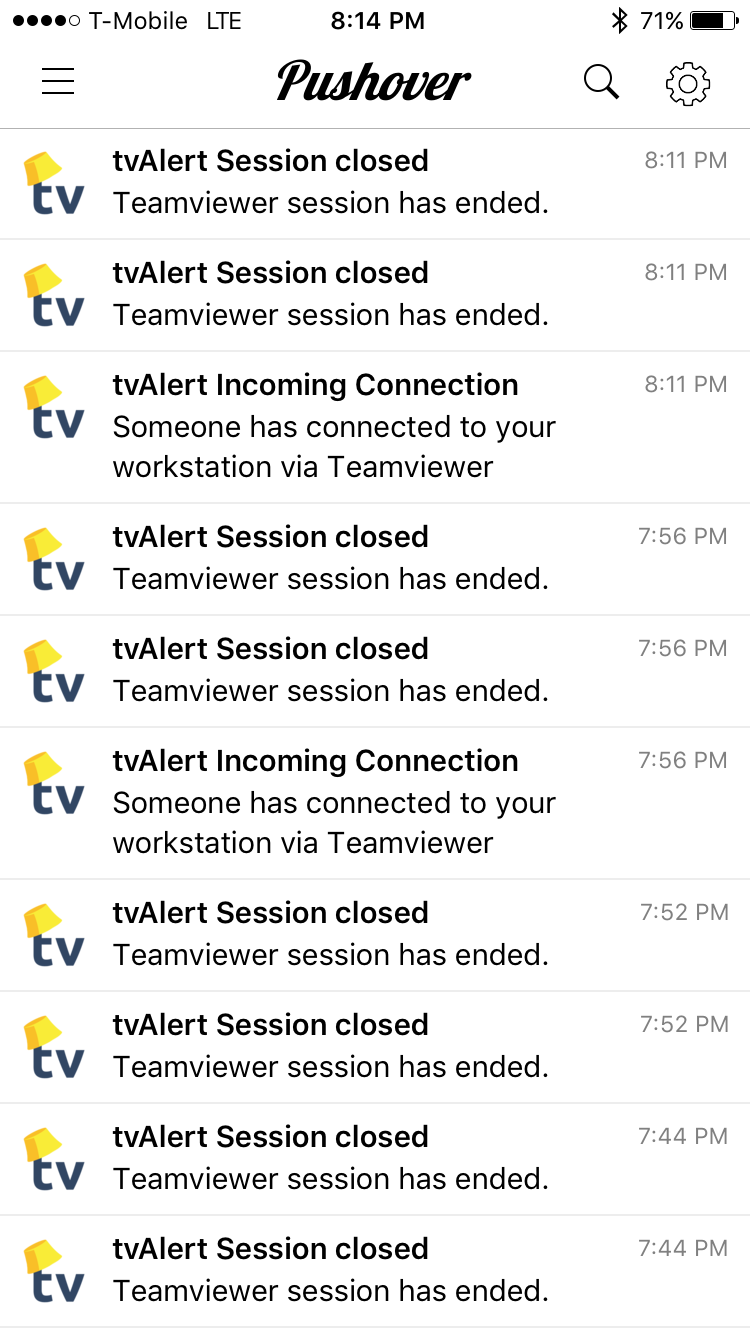 T-Mobile LTE 8:14 PM 71%
Pushover
tv
tvAlert Session closed 8:11 PM
Teamviewer session has ended.
tv
tvAlert Session closed 8:11 PM
Teamviewer session has ended.
tv
tvAlert Incoming Connection 8:11 PM
Someone has connected to your
workstation via Teamviewer
tv
tvAlert Session closed 7:56 PM
Teamviewer session has ended.
tv
tvAlert Session closed 7:56 PM
Teamviewer session has ended.
tv
tvAlert Incoming Connection 7:56 PM
Someone has connected to your
workstation via Teamviewer
tv
tvAlert Session closed 7:52 PM
Teamviewer session has ended.
tv
tvAlert Session closed 7:52 PM
Teamviewer session has ended.
tv
tvAlert Session closed 7:44 PM
Teamviewer session has ended.
tv
tvAlert Session closed 7:44 PM
Teamviewer session has ended.